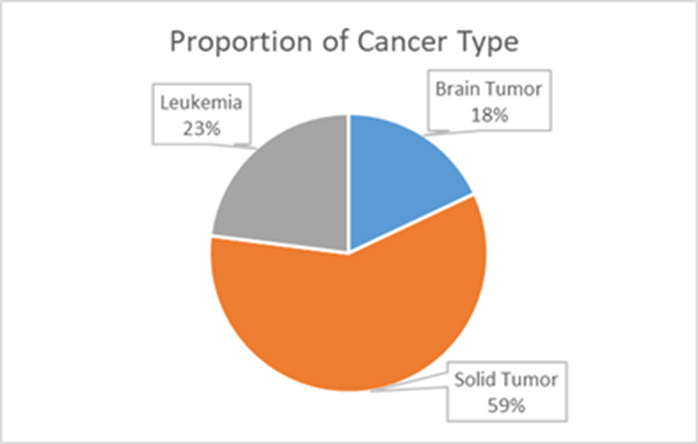 Proportion of Cancer Type
Leukemia
23%
Brain Tumor
18%
Solid Tumor
59%